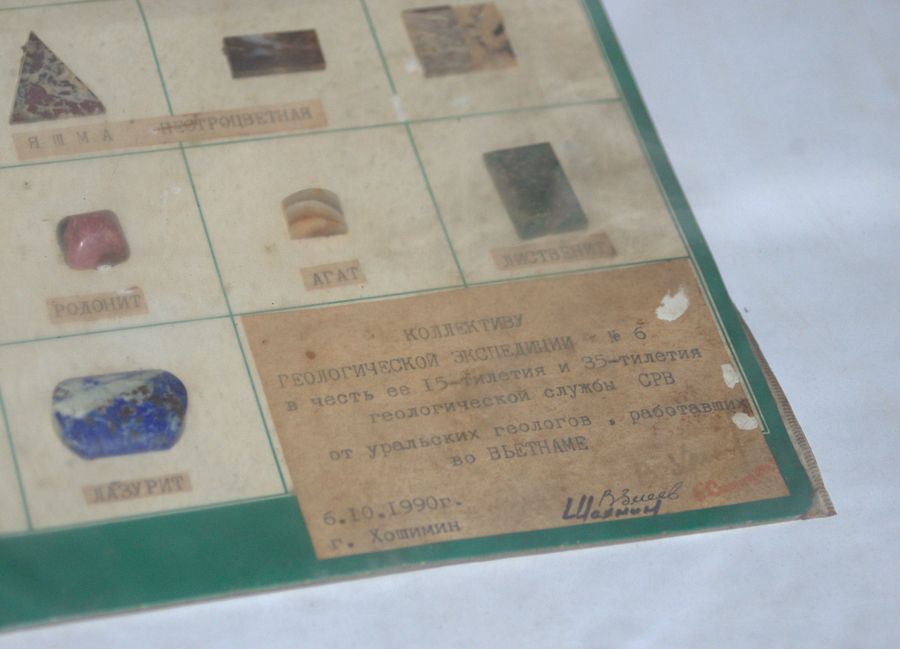 ЯШМА ПЕСТРОЦВЕТНАЯ
РОДОНИТ
АГАТ
ЛИСТВЕНИТ
ЛАЗУРИТ
КОЛЛЕКТИВУ
ГЕОЛОГИЧЕСКОЙ ЭКСПЕДИЦИИ № 6
в честь ее 15-тилетия и 35-тилетия
геологической службы СРВ
от уральских геологов , работавших
во ВЬЕТНАМЕ
6.10.1990г.
г. Хошимин